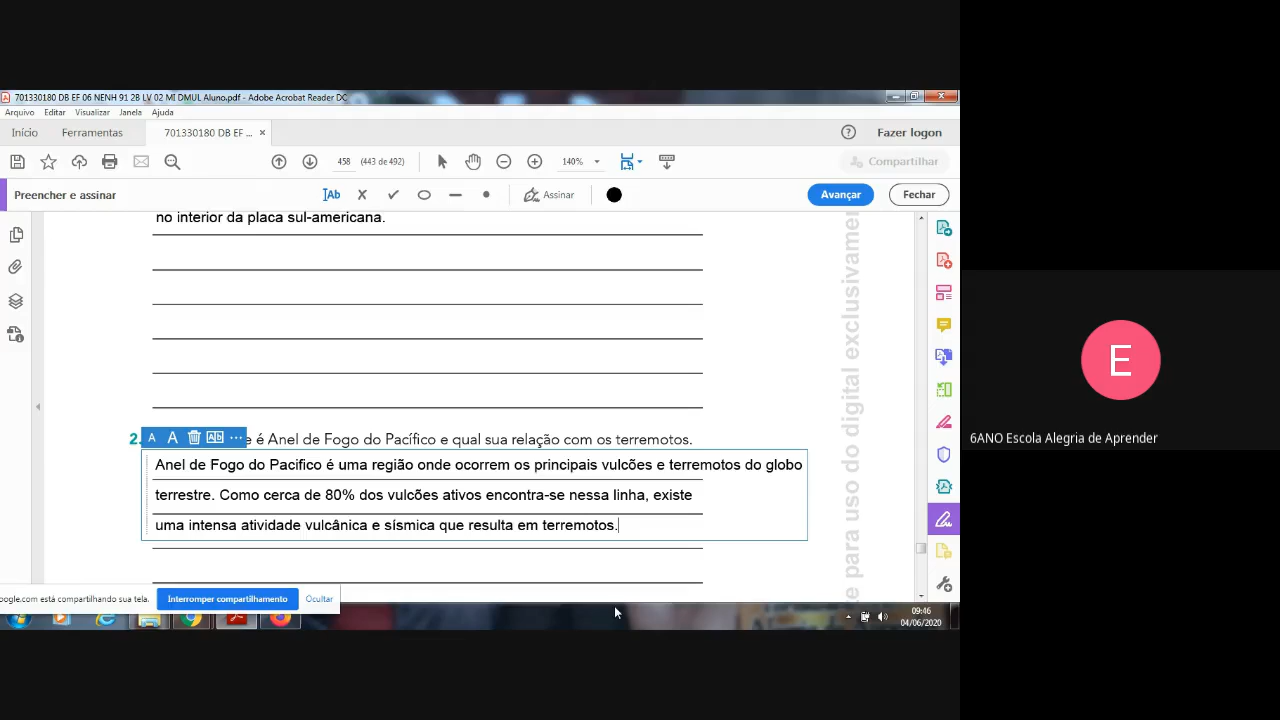 701330180 DB EF 06 NENH 91 2B LV 02 MI DMUL Aluno.pdf - Adobe Acrobat Reader DC
Arquivo Editar Visualizar Janela Ajuda
Início Ferramentas 701330180 DB EF ... × ? Fazer logon
458 (443 de 492) 140% Compartilhar
Preencher e assinar Ab Assinar Avançar Fechar
no interior da placa sul-americana.
2. e é Anel de Fogo do Pacífico e qual sua relação com os terremotos.
Anel de Fogo do Pacifico é uma região onde ocorrem os principais vulcões e terremotos do globo
terrestre. Como cerca de 80% dos vulcões ativos encontra-se nessa linha, existe
uma intensa atividade vulcânica e sísmica que resulta em terremotos.
para uso do digital exclusivamen
oogle.com está compartilhando sua tela. Interromper compartilhamento Ocultar
09:46
04/06/2020
E
6ANO Escola Alegria de Aprender